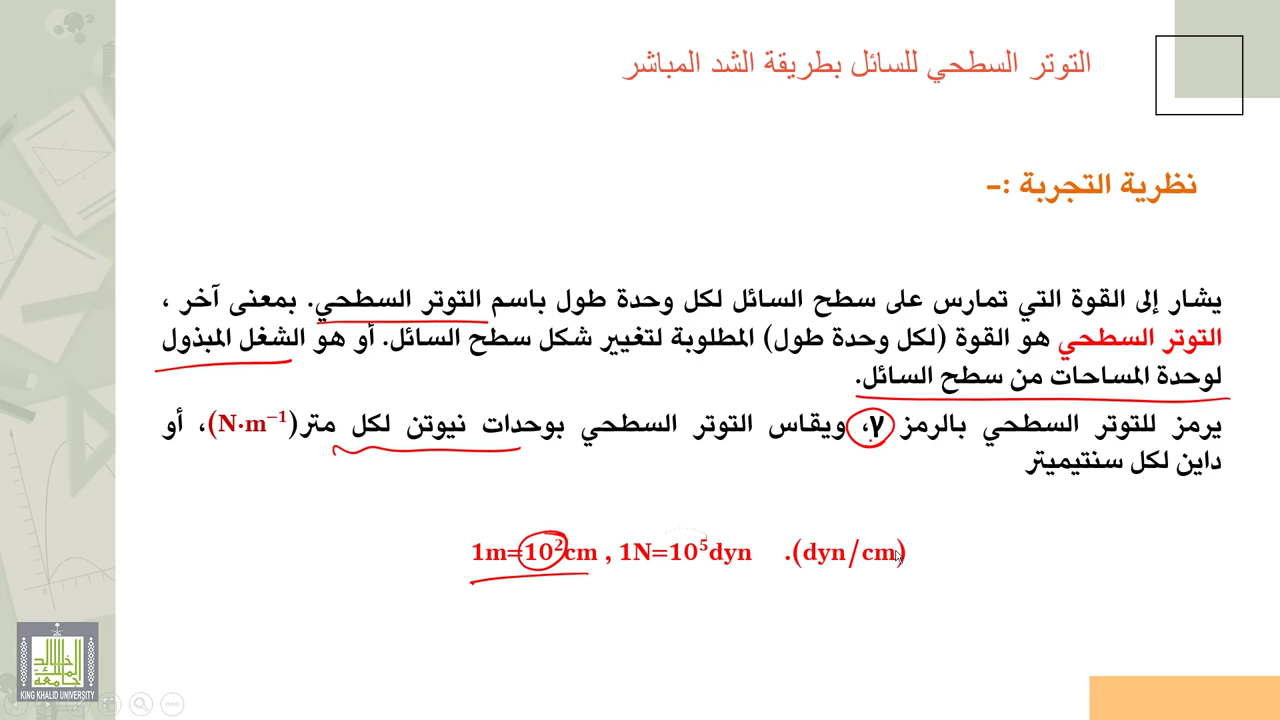 التوتر السطحي للسائل بطريقة الشد المباشر
نظرية التجربة :-
يشار إلى القوة التي تمارس على سطح السائل لكل وحدة طول باسم التوتر السطحي. بمعنى آخر ،
التوتر السطحي هو القوة (لكل وحدة طول) المطلوبة لتغيير شكل سطح السائل. أو هو الشغل المبذول
لوحدة المساحات من سطح السائل.
يرمز للتوتر السطحي بالرمز γ، ويقاس التوتر السطحي بوحدات نيوتن لكل متر(N·m⁻¹)، أو
داين لكل سنتيميتر
1m=10²cm , 1N=10⁵dyn .(dyn/cm)
جامعة الملك خالد
KING KHALID UNIVERSITY